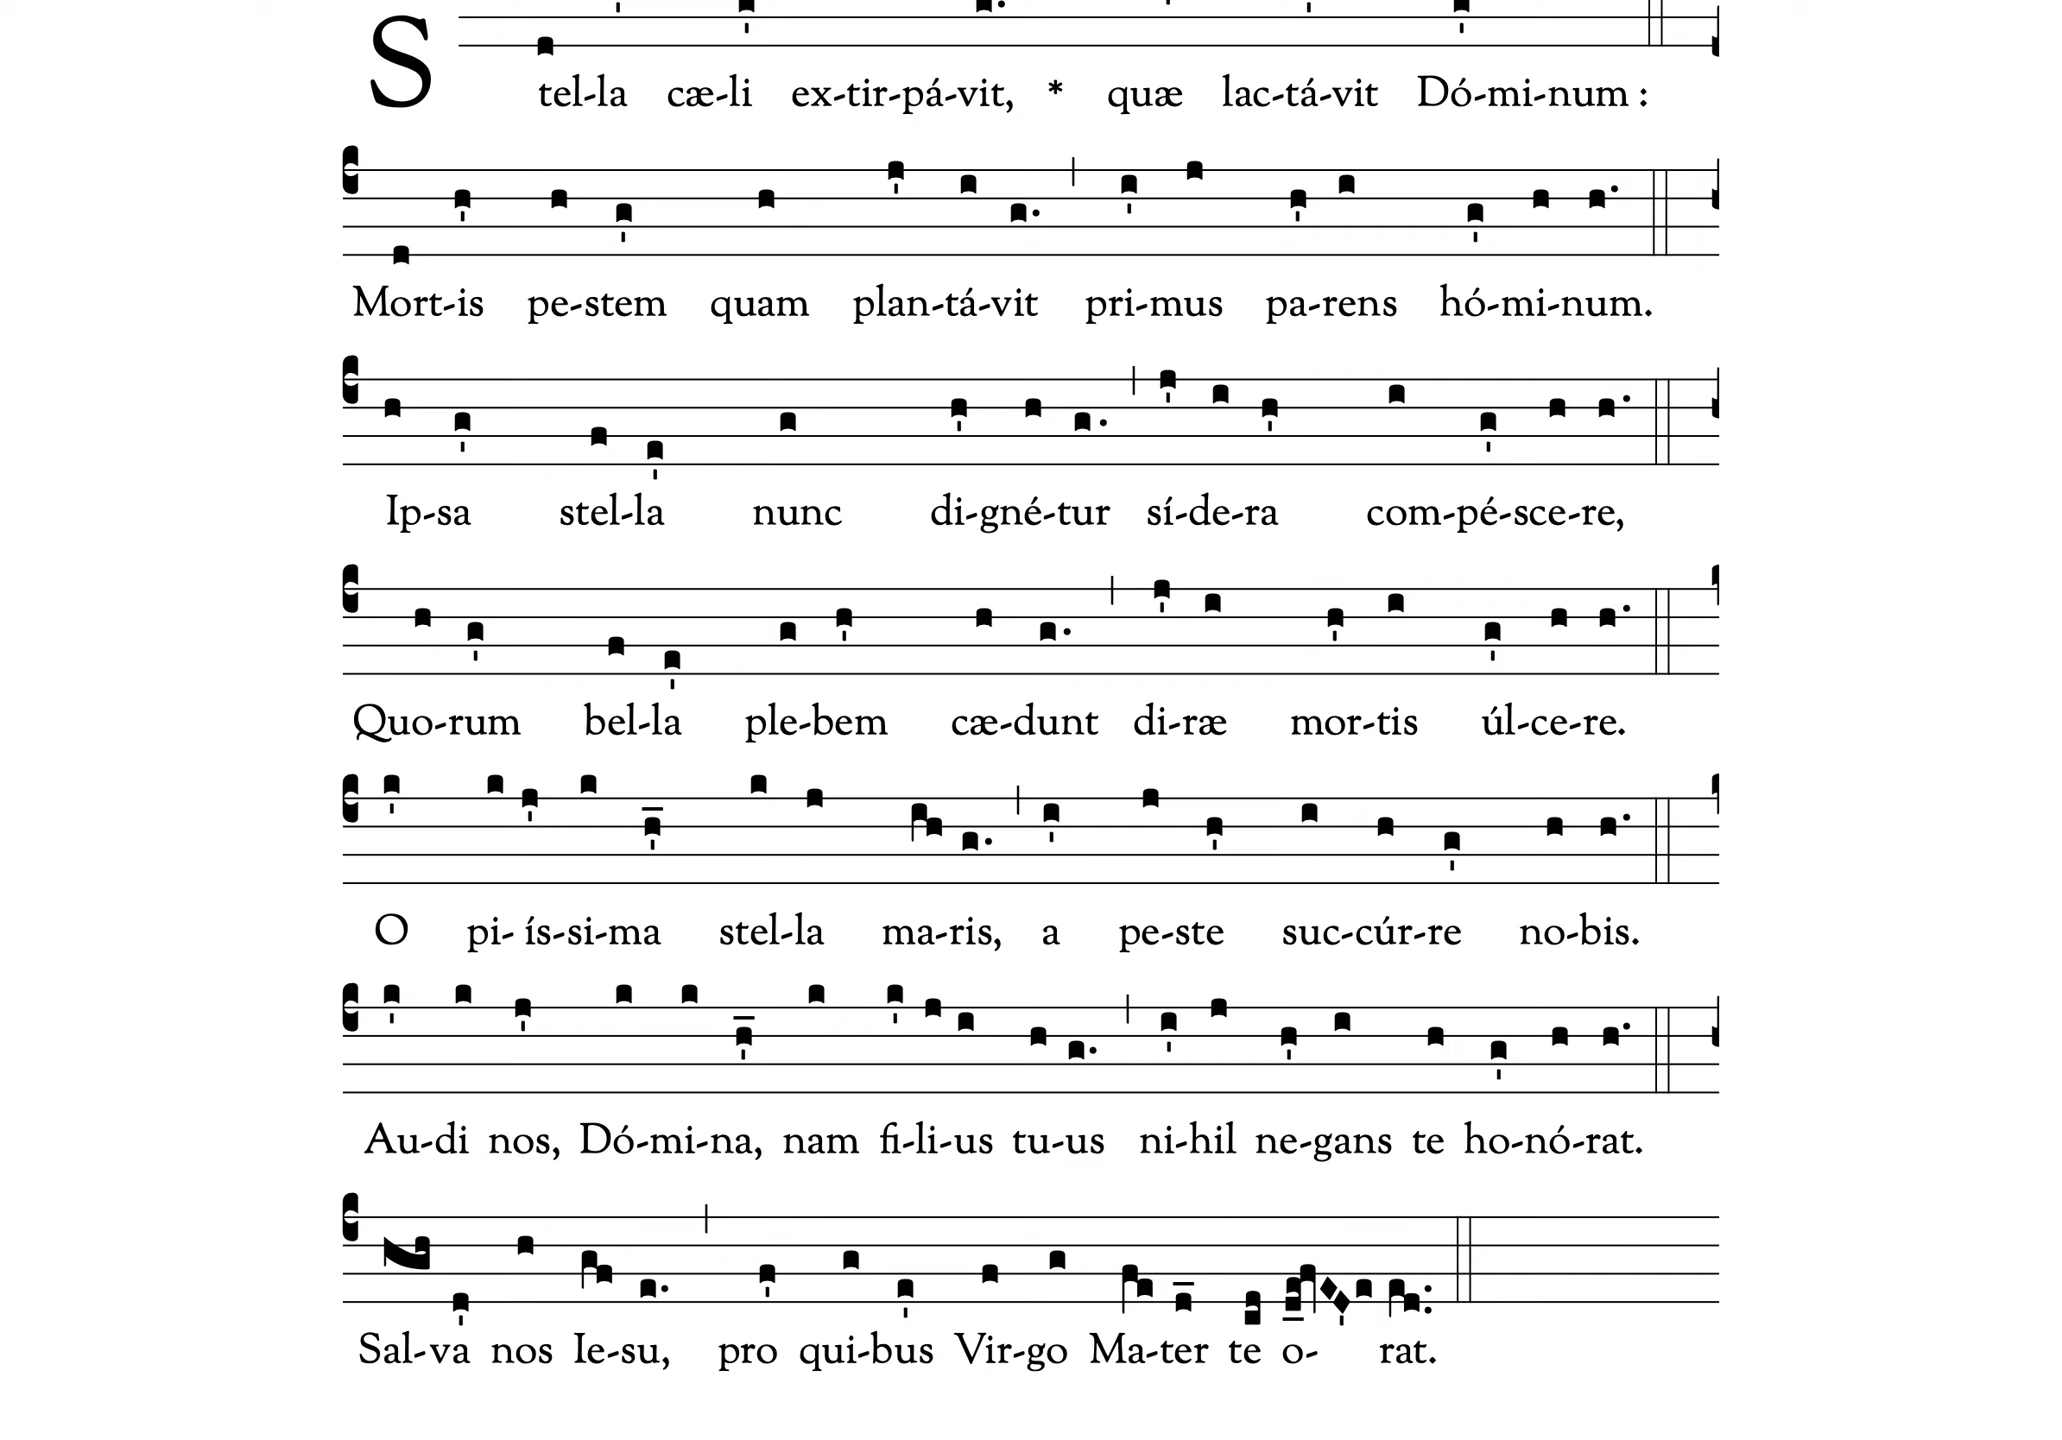 Stel-la cæ-li ex-tir-pá-vit, * quæ lac-tá-vit Dó-mi-num :
Mort-is pe-stem quam plan-tá-vit pri-mus pa-rens hó-mi-num.
Ip-sa stel-la nunc di-gné-tur sí-de-ra com-pé-sce-re,
Quo-rum bel-la ple-bem cæ-dunt di-ræ mor-tis úl-ce-re.
O pi- ís-si-ma stel-la ma-ris, a pe-ste suc-cúr-re no-bis.
Au-di nos, Dó-mi-na, nam fi-li-us tu-us ni-hil ne-gans te ho-nó-rat.
Sal-va nos Ie-su, pro qui-bus Vir-go Ma-ter te o- rat.